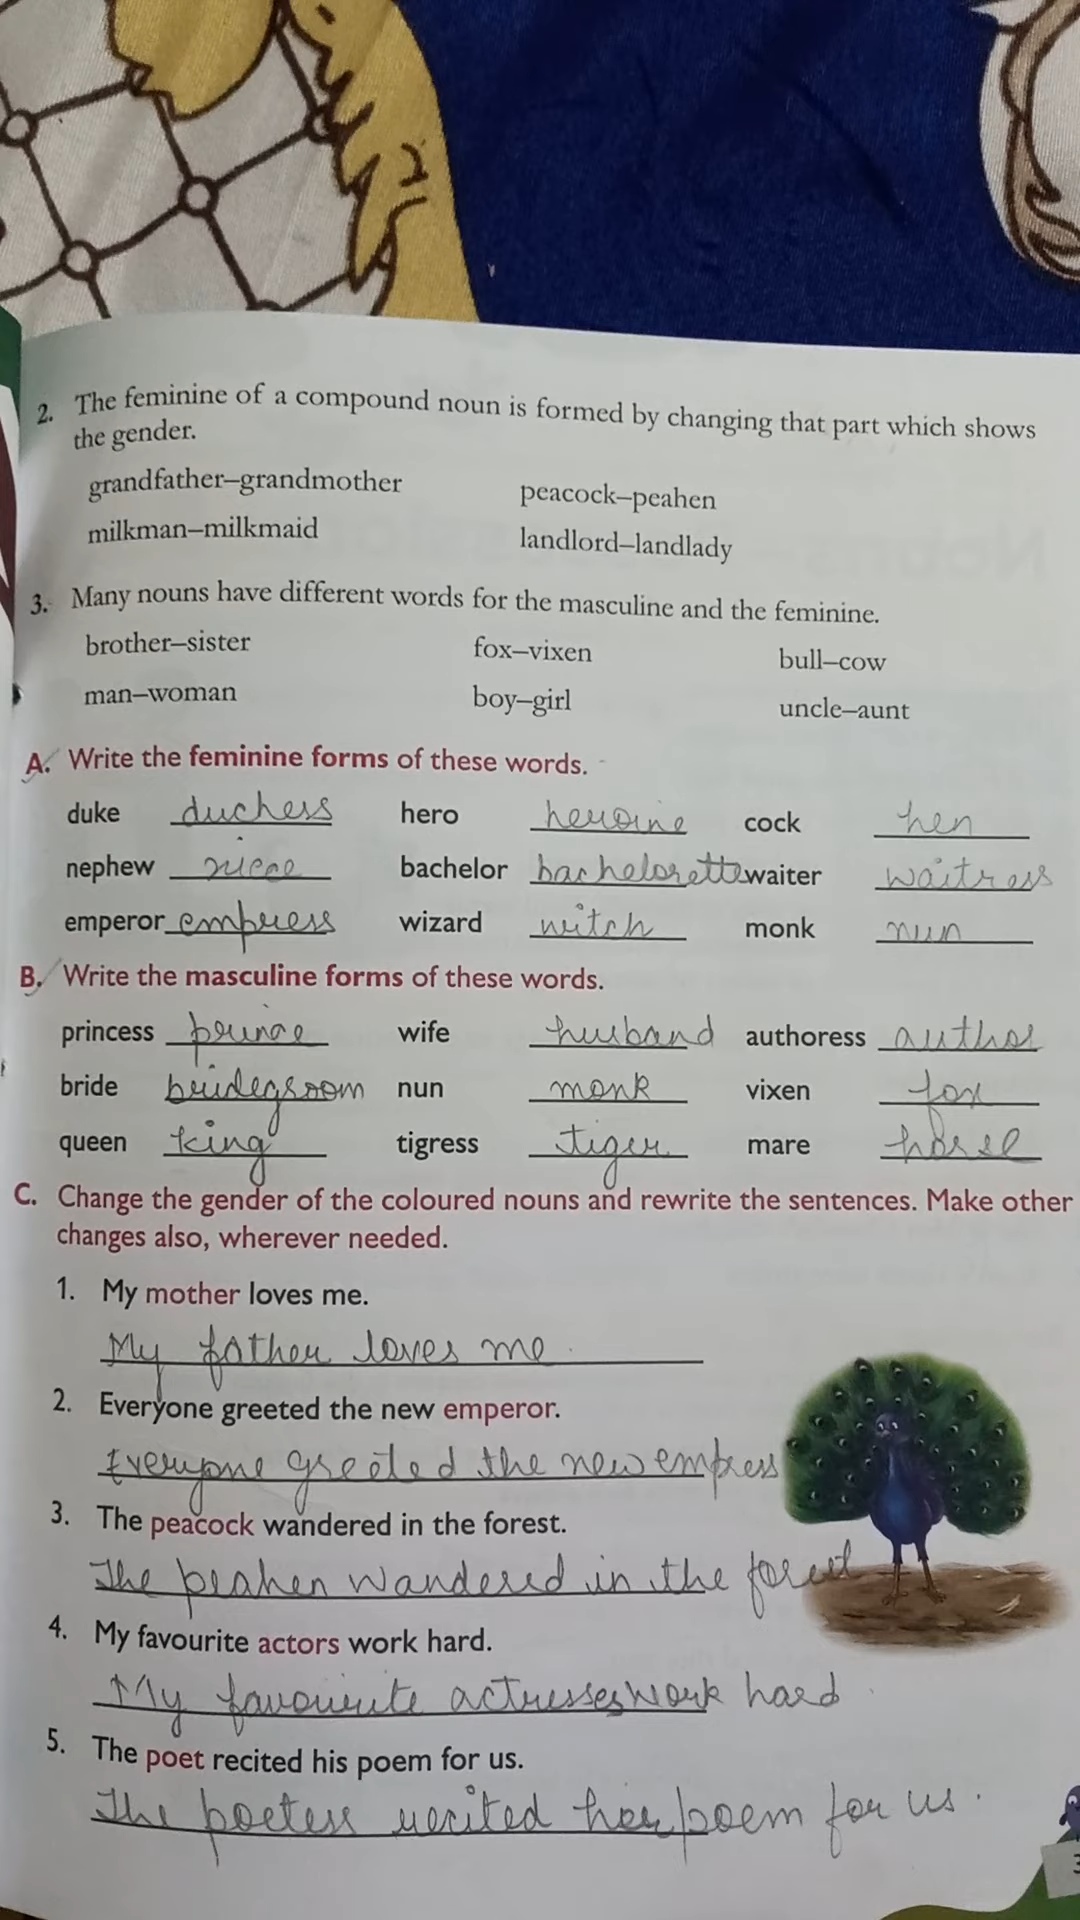 2. The feminine of a compound noun is formed by changing that part which shows
the gender.
grandfather–grandmother peacock–peahen
milkman–milkmaid landlord–landlady
3. Many nouns have different words for the masculine and the feminine.
brother–sister fox–vixen bull–cow
man–woman boy–girl uncle–aunt
A. Write the feminine forms of these words.
duke duchess hero heroine cock hen
nephew niece bachelor bachelorette waiter waitress
emperor empress wizard witch monk nun
B. Write the masculine forms of these words.
princess prince wife husband authoress author
bride bridegroom nun monk vixen fox
queen king tigress tiger mare horse
C. Change the gender of the coloured nouns and rewrite the sentences. Make other
changes also, wherever needed.
1. My mother loves me.
My father loves me.
2. Everyone greeted the new emperor.
Everyone greeted the new empress
3. The peacock wandered in the forest.
The peahen wandered in the forest
4. My favourite actors work hard.
My favourite actresses work hard.
5. The poet recited his poem for us.
The poetess recited her poem for us.
3